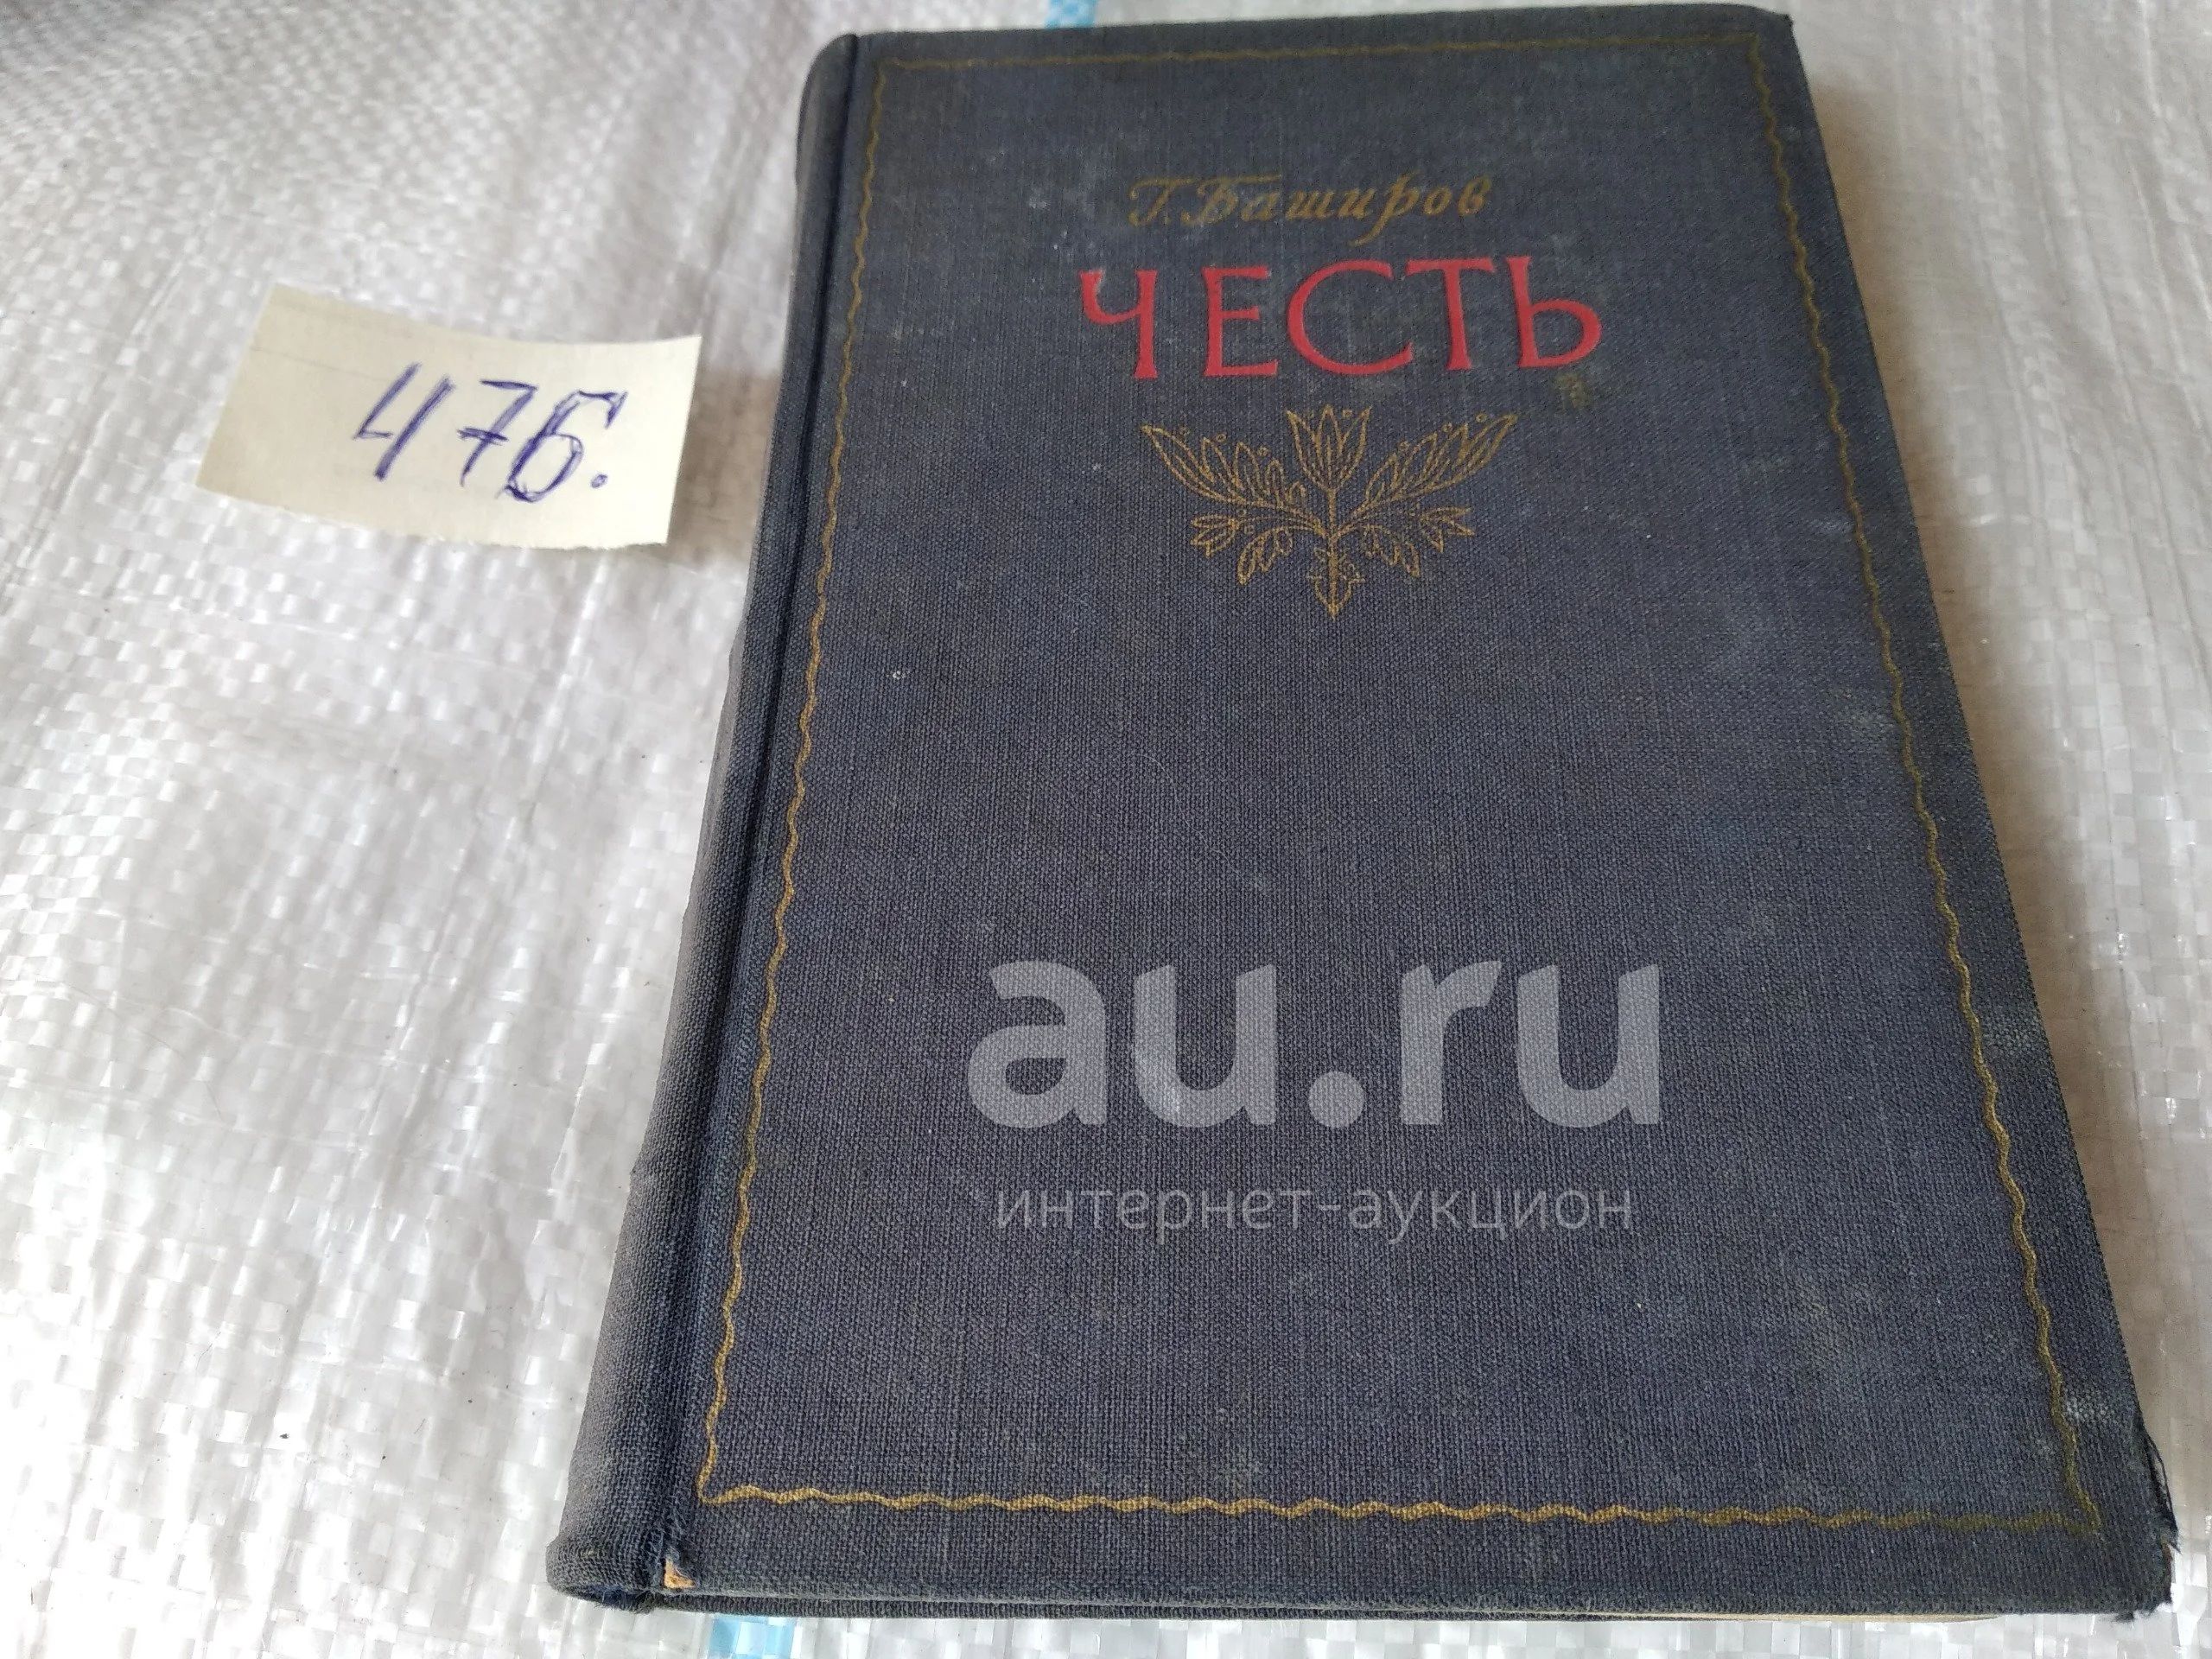 Г. Баширов
ЧЕСТЬ
476.
au.ru
интернет-аукцион